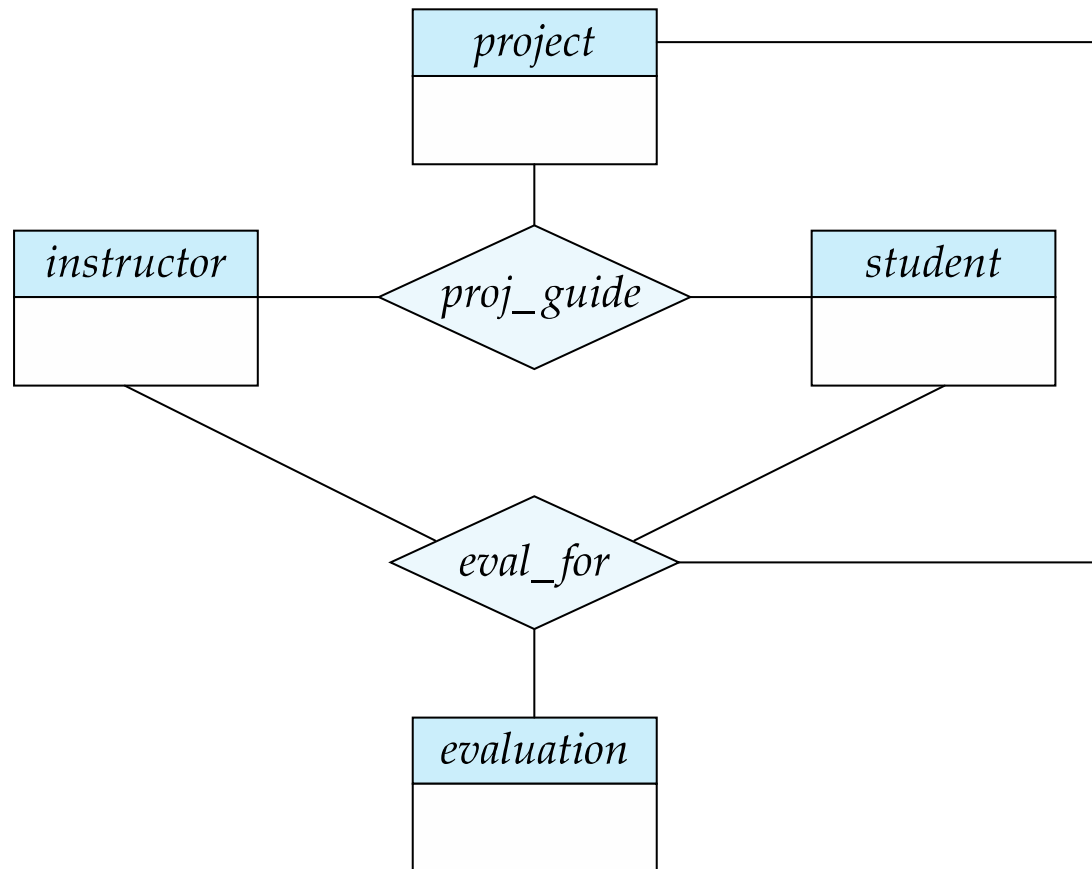 project
instructor
proj_guide
student
eval_for
evaluation